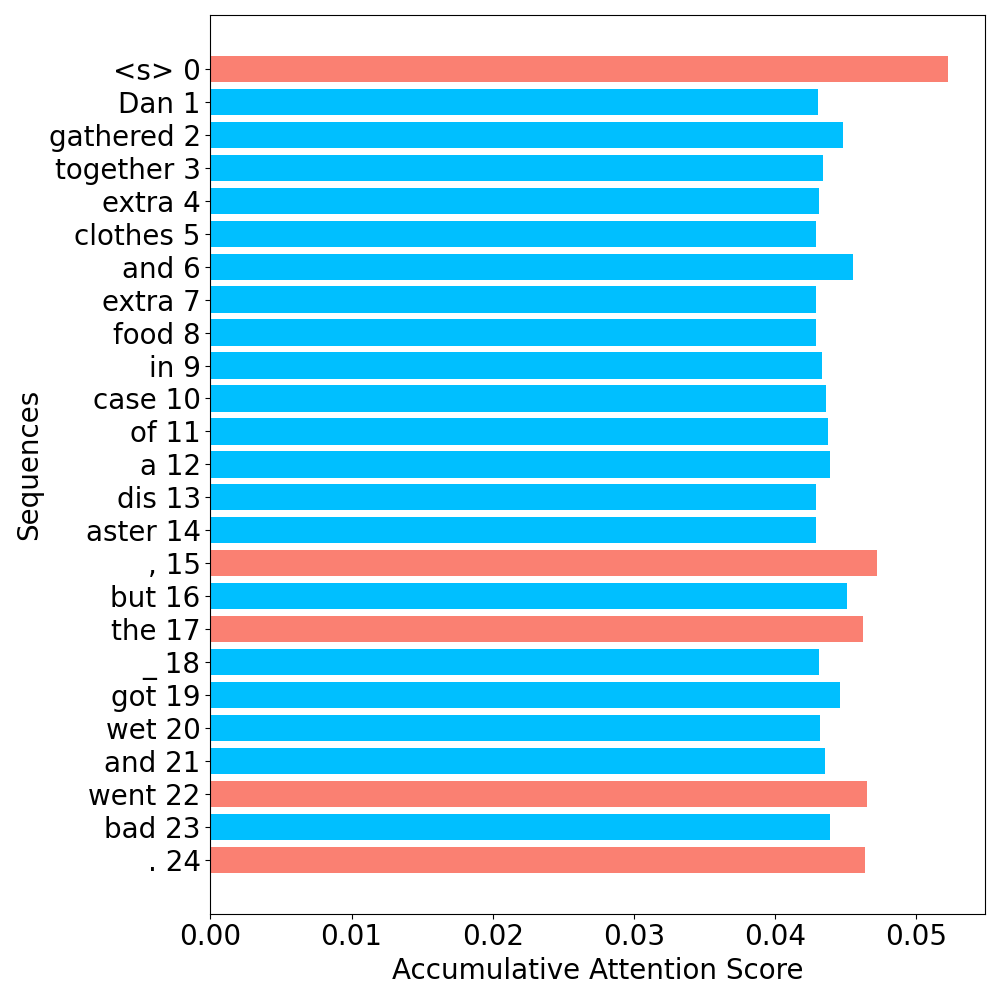 <s> 0
Dan 1
gathered 2
together 3
extra 4
clothes 5
and 6
extra 7
food 8
in 9
case 10
of 11
a 12
dis 13
aster 14
, 15
but 16
the 17
_ 18
got 19
wet 20
and 21
went 22
bad 23
. 24
Sequences
0.00 0.01 0.02 0.03 0.04 0.05
Accumulative Attention Score